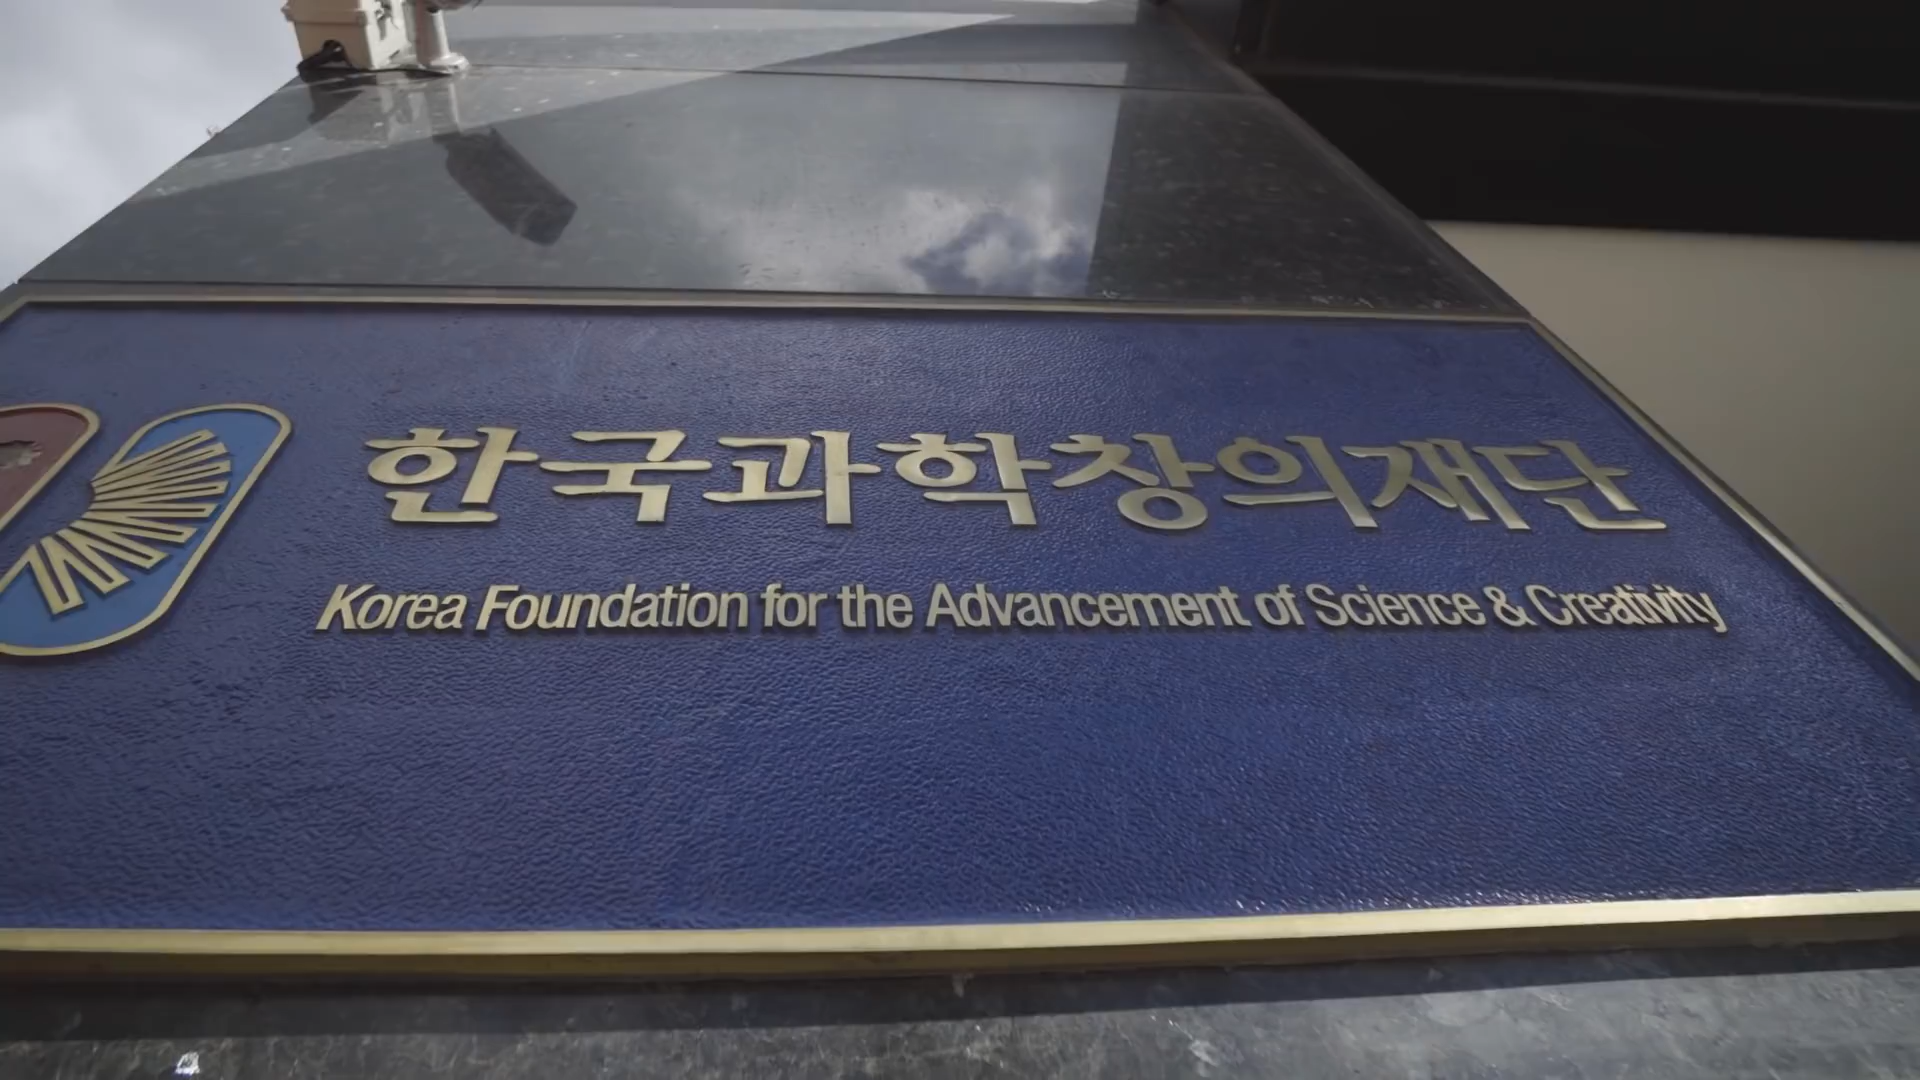 한국과학창의재단
Korea Foundation for the Advancement of Science & Creativity